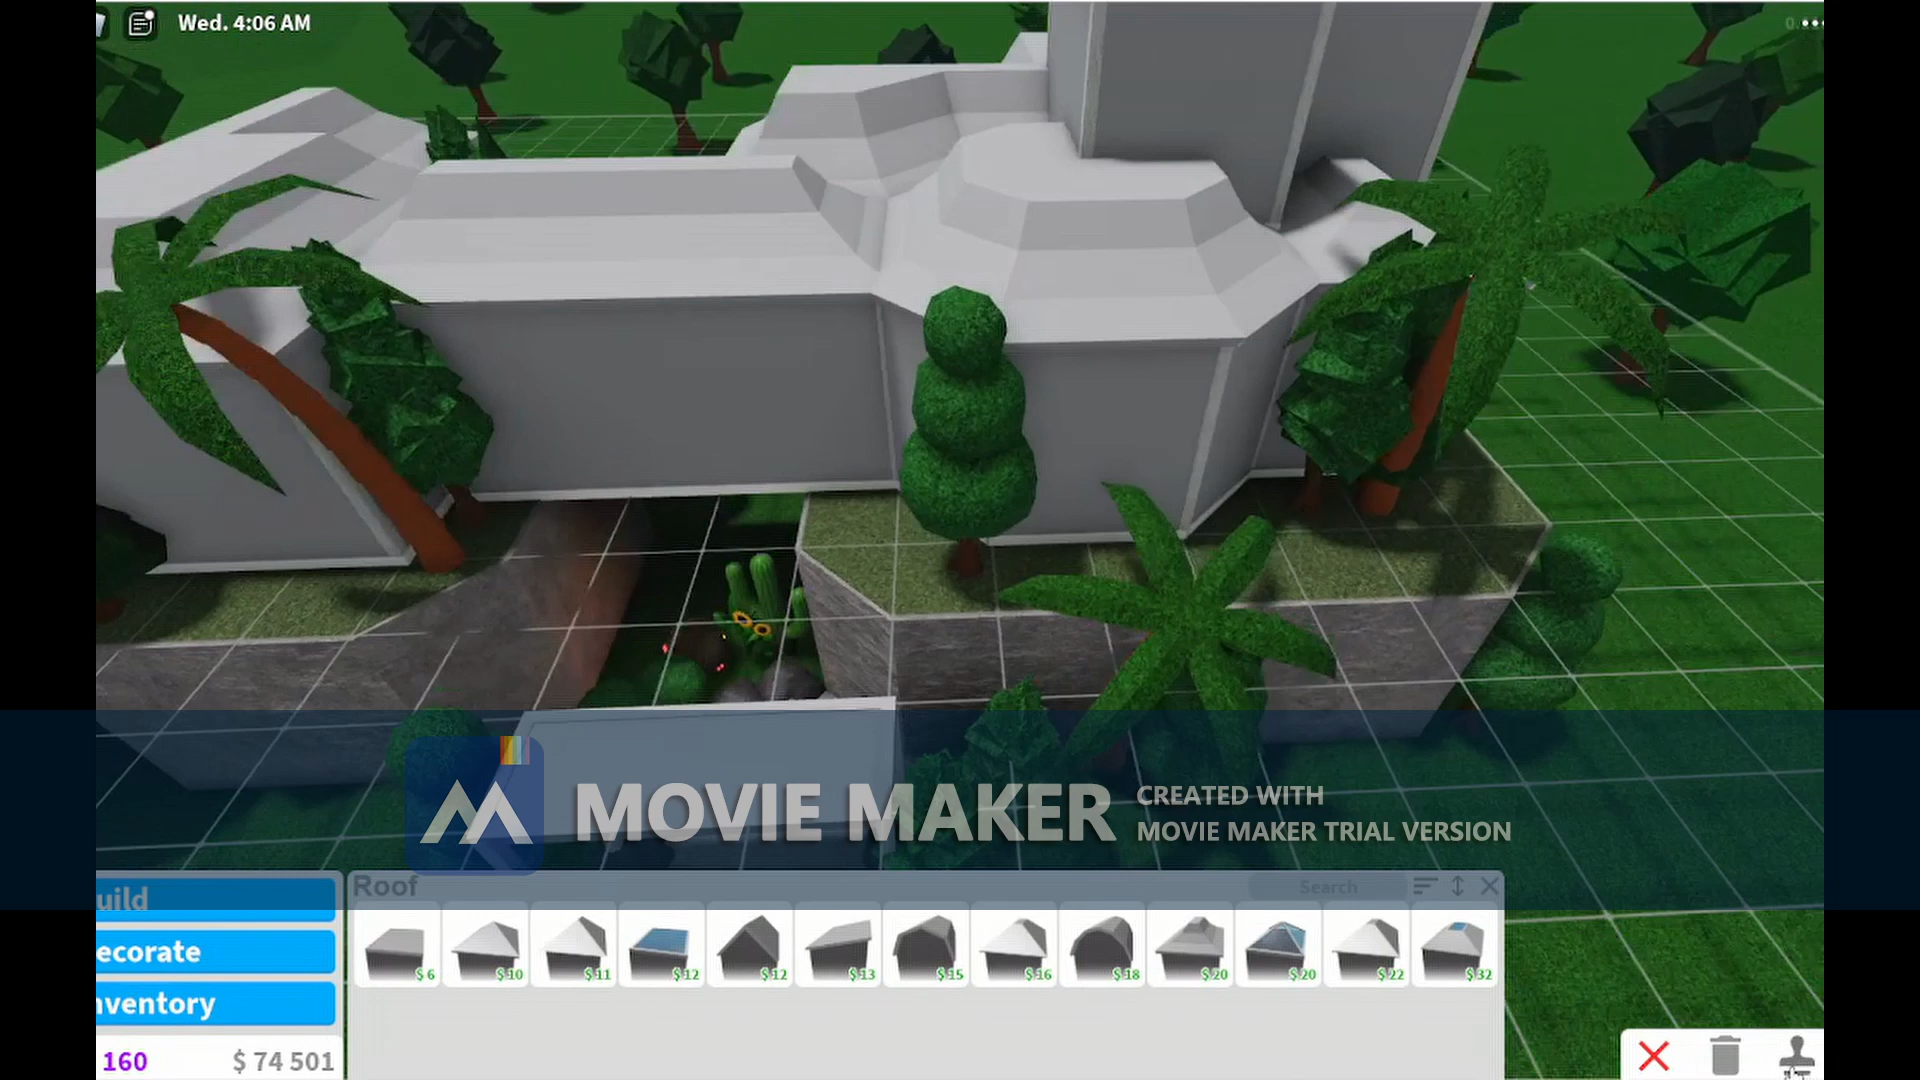 Wed. 4:06 AM
MOVIE MAKER
CREATED WITH
MOVIE MAKER TRIAL VERSION
uild
Roof
Search
$ 6
$ 10
$ 11
$ 12
$ 12
$ 13
$ 15
$ 16
$ 18
$ 20
$ 20
$ 22
$ 32
ecorate
nventory
160
$ 74 501